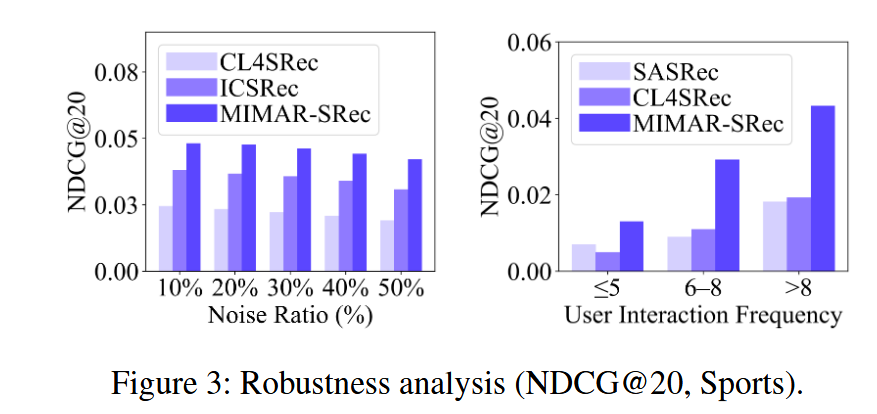 NDCG@20
0.08
0.05
0.03
0.00
CL4SRec
ICSRec
MIMAR-SRec
10% 20% 30% 40% 50%
Noise Ratio (%)
NDCG@20
0.06
0.04
0.02
0.00
SASRec
CL4SRec
MIMAR-SRec
≤5 6–8 >8
User Interaction Frequency
Figure 3: Robustness analysis (NDCG@20, Sports).